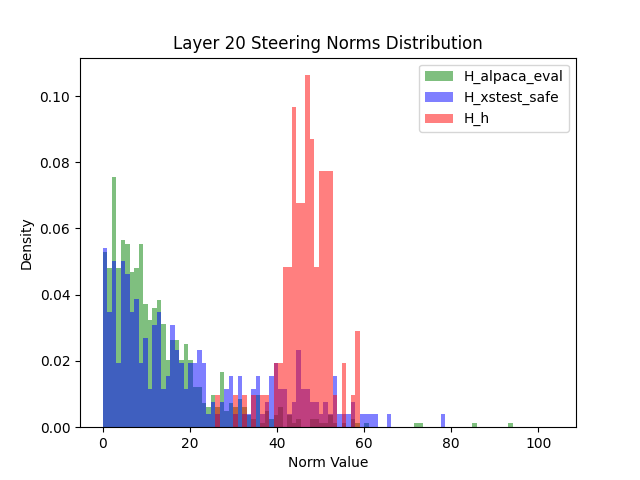 Layer 20 Steering Norms Distribution
H_alpaca_eval
H_xstest_safe
H_h
Density
0.10
0.08
0.06
0.04
0.02
0.00
0
20
40
60
80
100
Norm Value